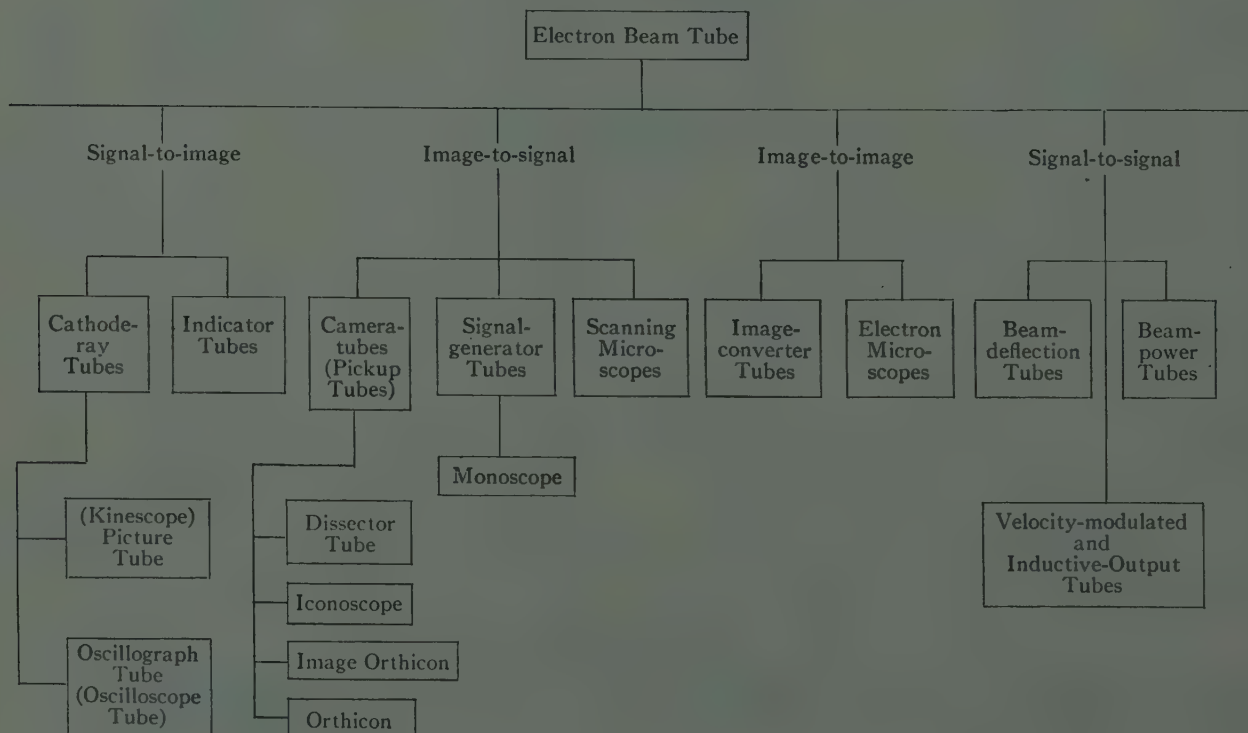 Electron Beam Tube
Signal-to-image
Image-to-signal
Image-to-image
Signal-to-signal
Cathode-
ray
Tubes
Indicator
Tubes
Camera-
tubes
(Pickup
Tubes)
Signal-
generator
Tubes
Scanning
Micro-
scopes
Image-
converter
Tubes
Electron
Micro-
scopes
Beam-
deflection
Tubes
Beam-
power
Tubes
Monoscope
(Kinescope)
Picture
Tube
Dissector
Tube
Velocity-modulated
and
Inductive-Output
Tubes
Iconoscope
Oscillograph
Tube
(Oscilloscope
Tube)
Image Orthicon
Orthicon